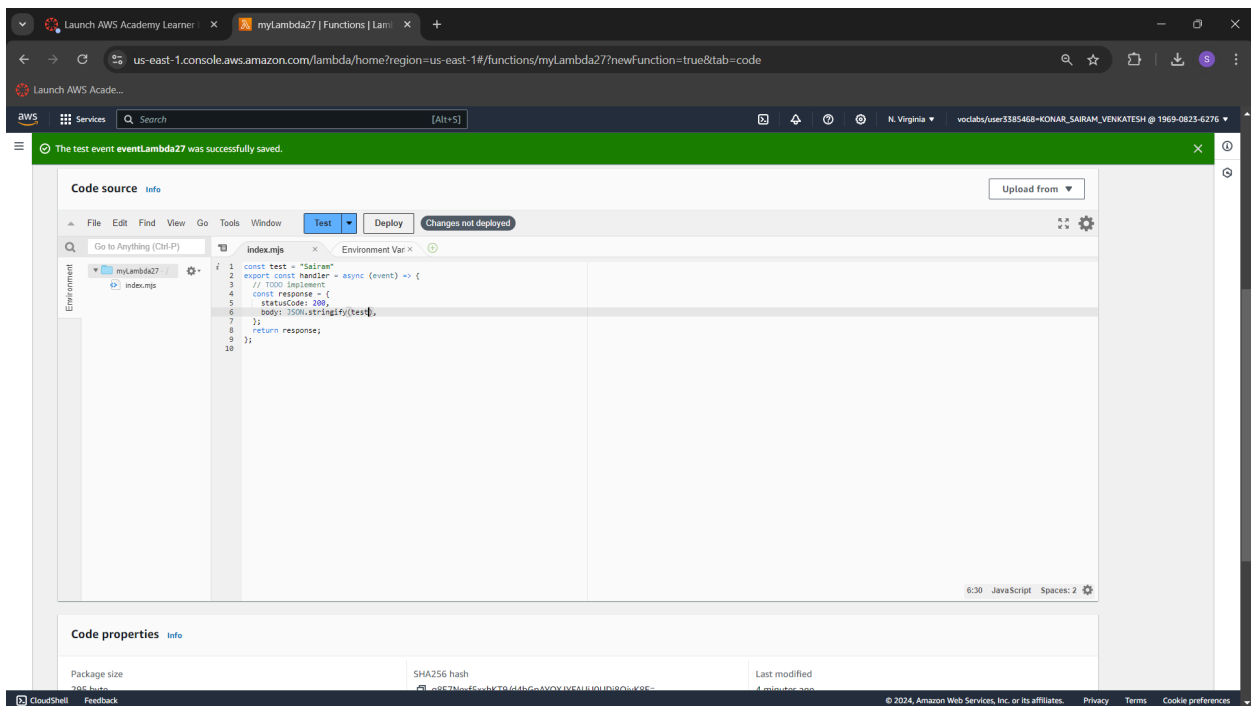 Launch AWS Academy Learner
myLambda27 | Functions | Lam
us-east-1.console.aws.amazon.com/lambda/home?region=us-east-1#/functions/myLambda27?newFunction=true&tab=code
S
Launch AWS Acade...
aws Services Search [Alt+S] N. Virginia voclabs/user3385468=KONAR_SAIRAM_VENKATESH @ 1969-0823-6276
The test event eventLambda27 was successfully saved.
Code source Info Upload from
File Edit Find View Go Tools Window Test Deploy Changes not deployed
Go to Anything (Ctrl-P) index.mjs Environment Var
Environment
myLambda27 - /
index.mjs
i 1 const test = "Sairam"
2 export const handler = async (event) => {
3 // TODO implement
4 const response = {
5 statusCode: 200,
6 body: JSON.stringify(test),
7 };
8 return response;
9 };
10
6:30 JavaScript Spaces: 2
Code properties Info
Package size SHA256 hash Last modified
295 byte 4 minutes ago
CloudShell Feedback © 2024, Amazon Web Services, Inc. or its affiliates. Privacy Terms Cookie preferences